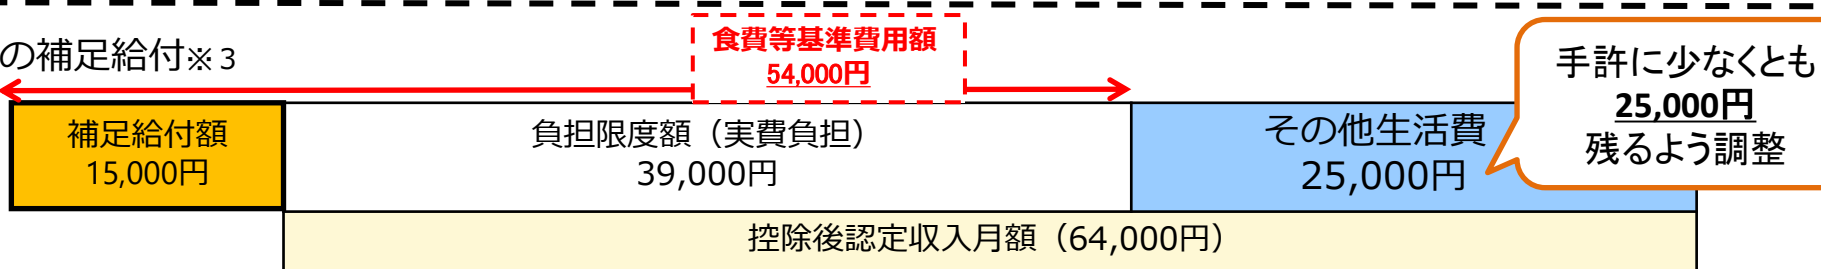 の補足給付※3
食費等基準費用額
54,000円
手許に少なくとも
25,000円
残るよう調整
補足給付額
15,000円
負担限度額（実費負担）
39,000円
その他生活費
25,000円
控除後認定収入月額（64,000円）